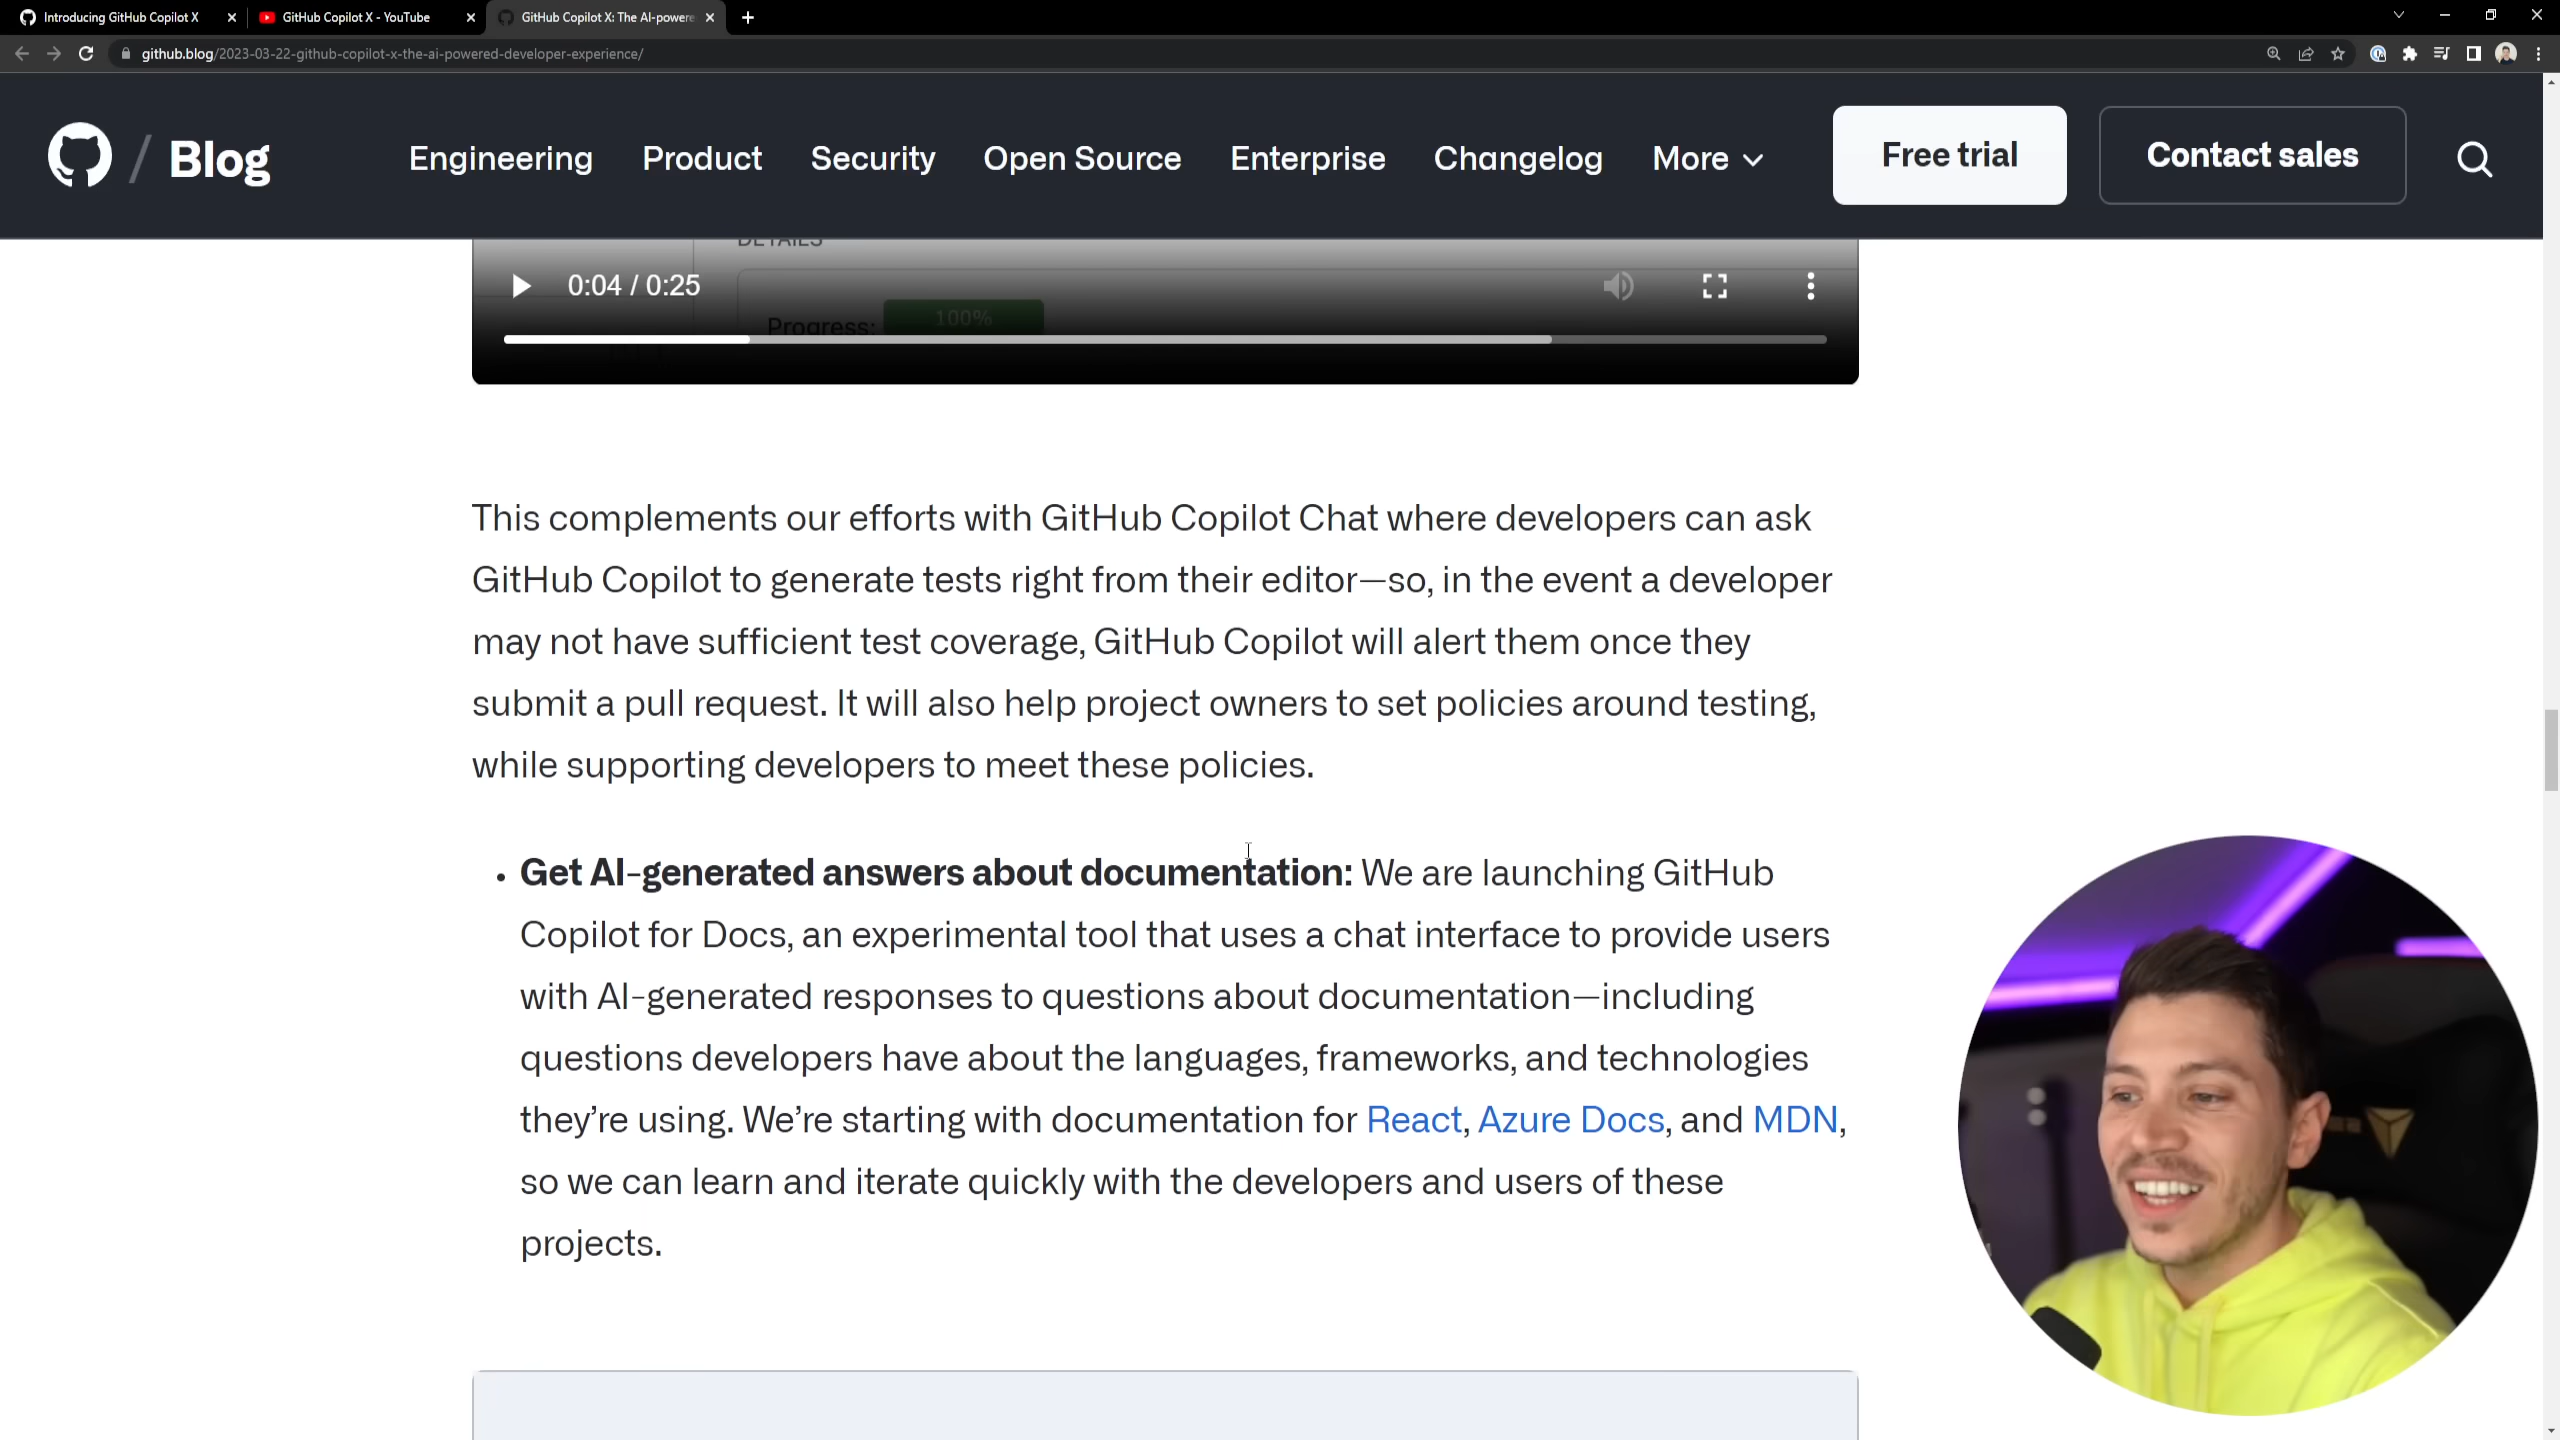 Introducing GitHub Copilot X
GitHub Copilot X - YouTube
GitHub Copilot X: The AI-powere
github.blog/2023-03-22-github-copilot-x-the-ai-powered-developer-experience/
Blog
Engineering
Product
Security
Open Source
Enterprise
Changelog
More
Free trial
Contact sales
DETAILS
0:04 / 0:25
Progress: 100%
This complements our efforts with GitHub Copilot Chat where developers can ask
GitHub Copilot to generate tests right from their editor—so, in the event a developer
may not have sufficient test coverage, GitHub Copilot will alert them once they
submit a pull request. It will also help project owners to set policies around testing,
while supporting developers to meet these policies.
• Get AI-generated answers about documentation: We are launching GitHub
Copilot for Docs, an experimental tool that uses a chat interface to provide users
with AI-generated responses to questions about documentation—including
questions developers have about the languages, frameworks, and technologies
they’re using. We’re starting with documentation for React, Azure Docs, and MDN,
so we can learn and iterate quickly with the developers and users of these
projects.